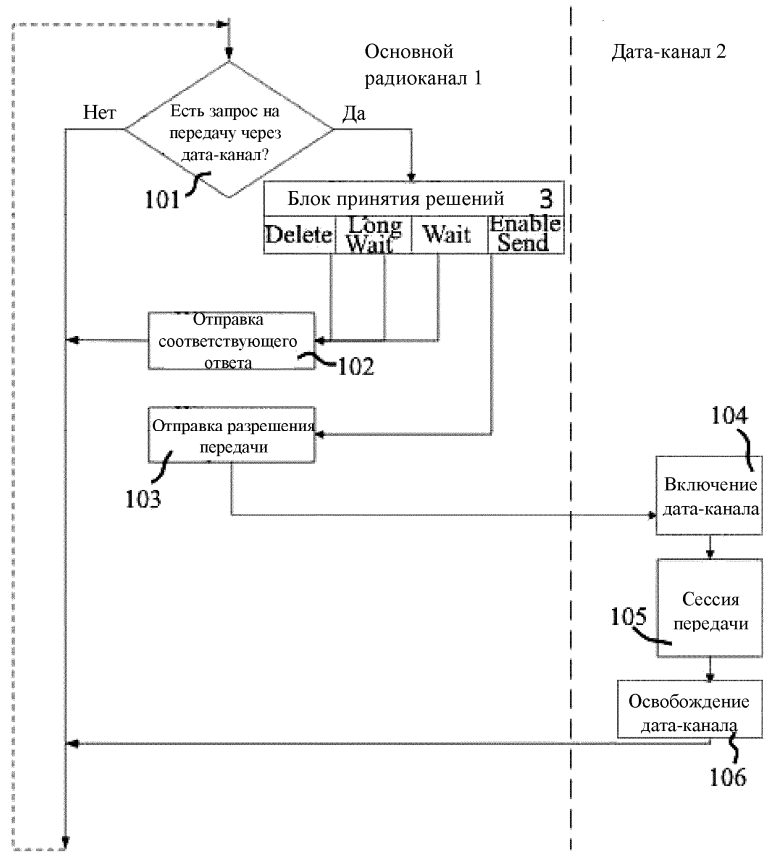 Основной
радиоканал 1
Дата-канал 2
Нет
Есть запрос на
передачу через
дата-канал?
Да
101
Блок принятия решений 3
Delete
Long
Wait
Wait
Enable
Send
Отправка
соответствующего
ответа
102
Отправка разрешения
передачи
103
104
Включение
дата-канала
105
Сессия
передачи
Освобождение
дата-канала
106